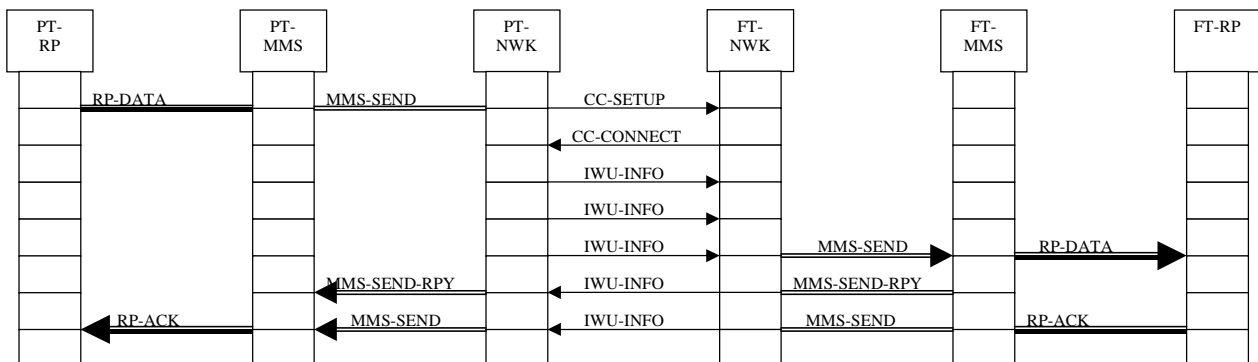 PT-
RP
PT-
MMS
PT-
NWK
FT-
NWK
FT-
MMS
FT-RP
RP-DATA
MMS-SEND
CC-SETUP
CC-CONNECT
IWU-INFO
IWU-INFO
IWU-INFO
MMS-SEND
RP-DATA
MMS-SEND-RPY
IWU-INFO
MMS-SEND-RPY
RP-ACK
MMS-SEND
IWU-INFO
MMS-SEND
RP-ACK